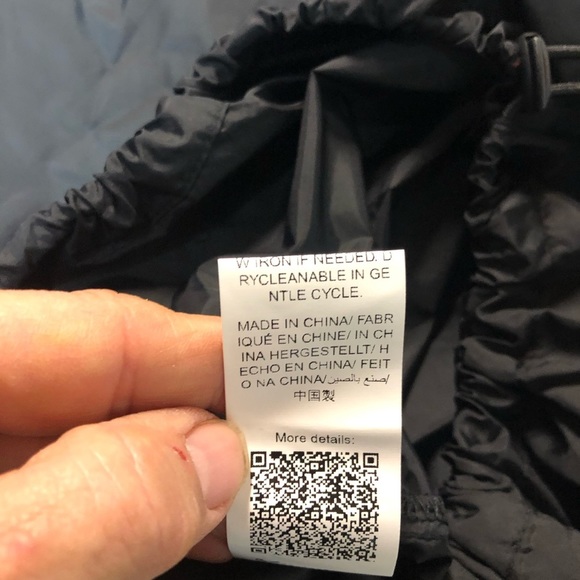 W IRON IF NEEDED. D
RYCLEANABLE IN GE
NTLE CYCLE.
MADE IN CHINA/ FABR
IQUÉ EN CHINE/ IN CH
INA HERGESTELLT/ H
ECHO EN CHINA/ FEIT
O NA CHINA/صنع بالصين/
中国製
More details: